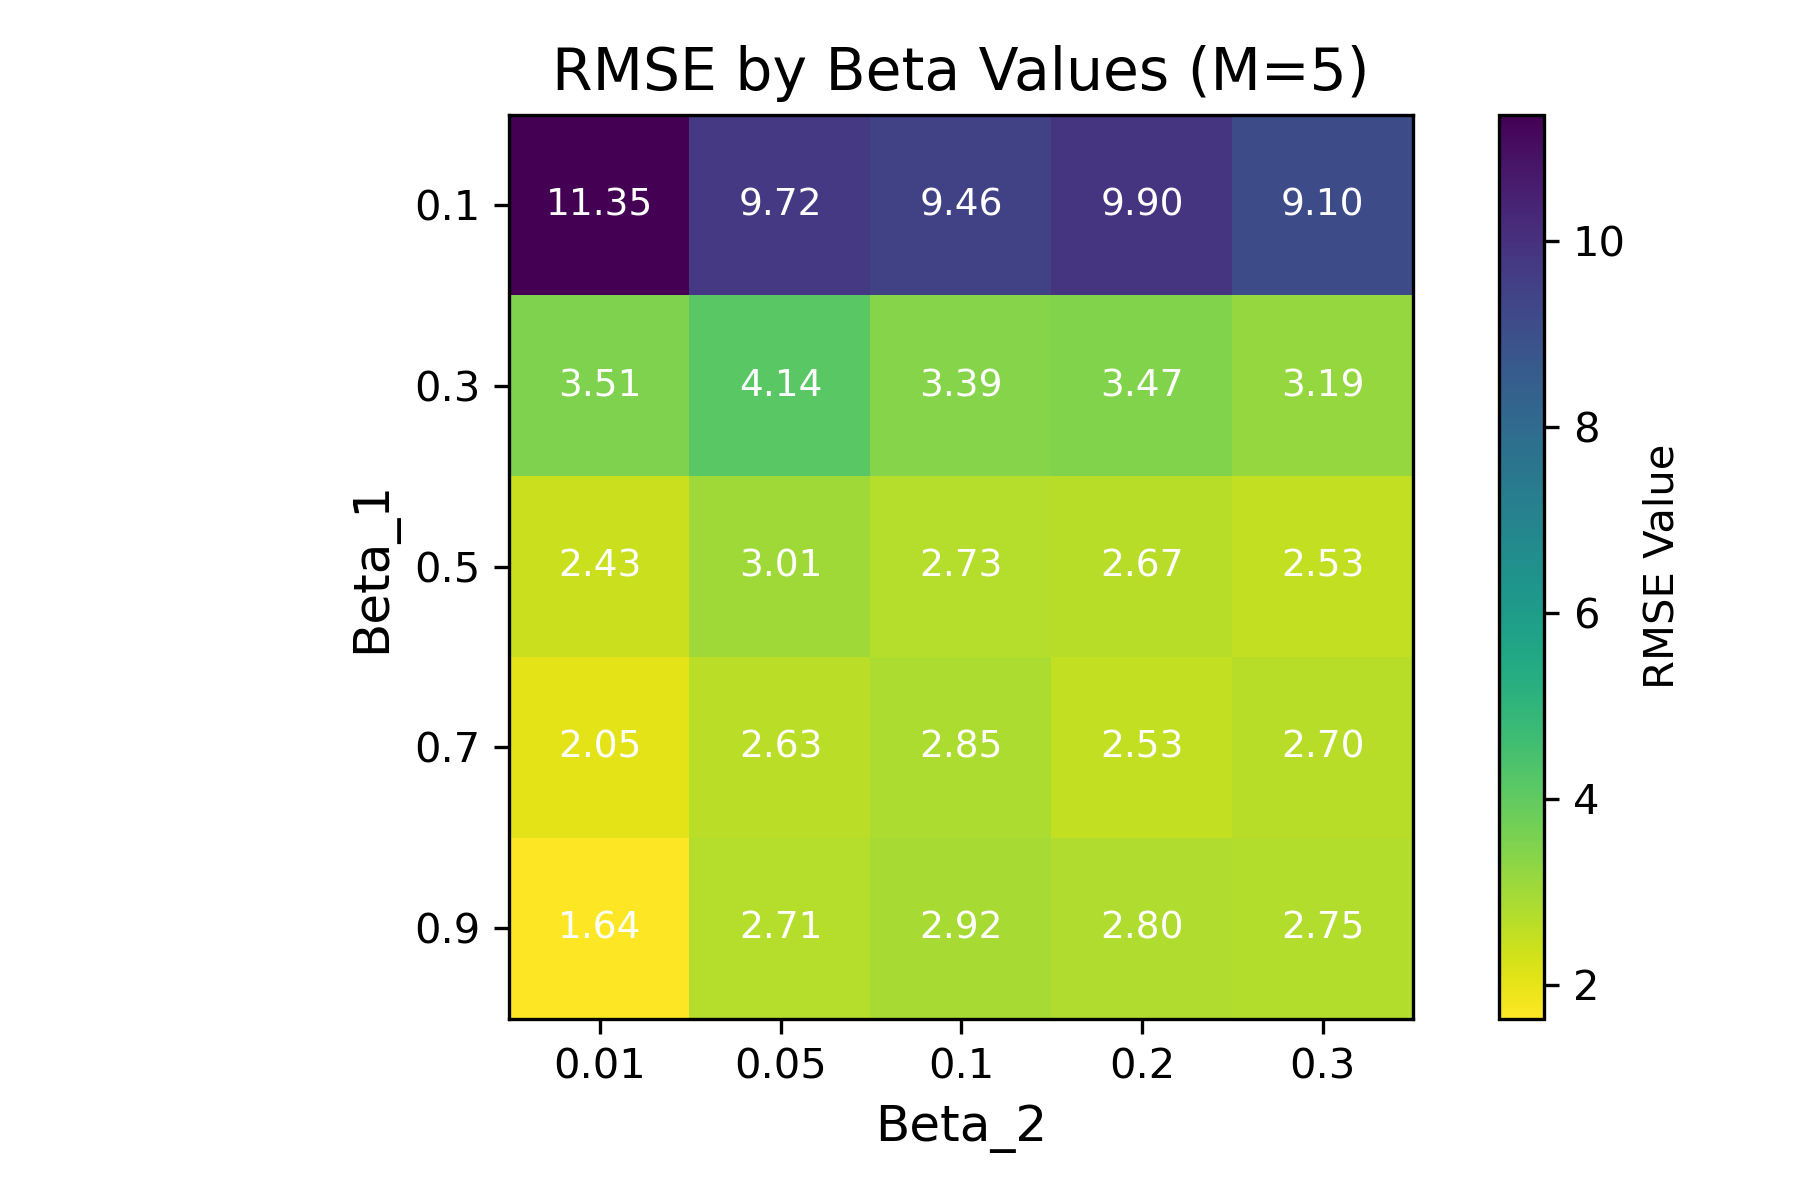 RMSE by Beta Values (M=5)
0.1 11.35 9.72 9.46 9.90 9.10
0.3 3.51 4.14 3.39 3.47 3.19
0.5 2.43 3.01 2.73 2.67 2.53
0.7 2.05 2.63 2.85 2.53 2.70
0.9 1.64 2.71 2.92 2.80 2.75
0.01 0.05 0.1 0.2 0.3
Beta_2
Beta_1
10
8
6
4
2
RMSE Value